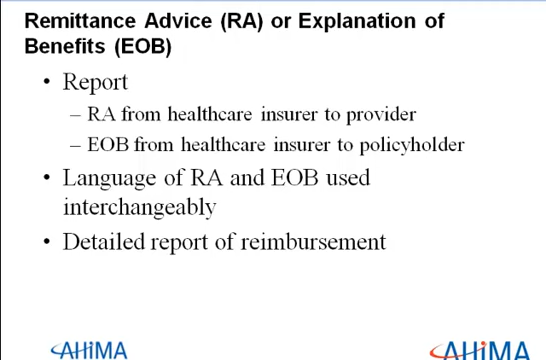 Remittance Advice (RA) or Explanation of
Benefits (EOB)
• Report
– RA from healthcare insurer to provider
– EOB from healthcare insurer to policyholder
• Language of RA and EOB used
interchangeably
• Detailed report of reimbursement
AHiMA
AHiMA